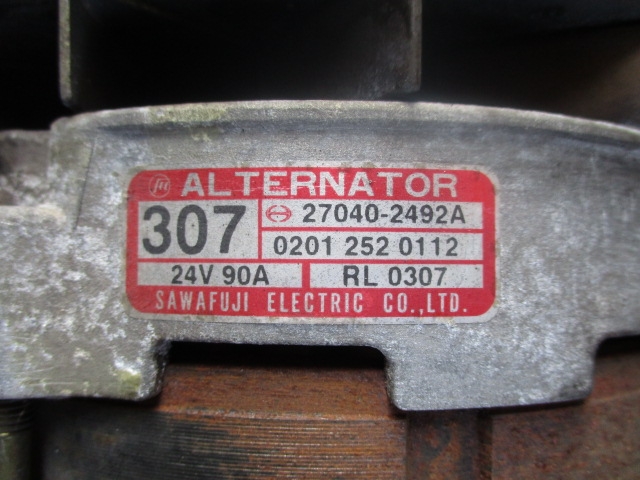 ALTERNATOR
307
27040-2492A
0201 252 0112
24V 90A RL 0307
SAWAFUJI ELECTRIC CO.,LTD.